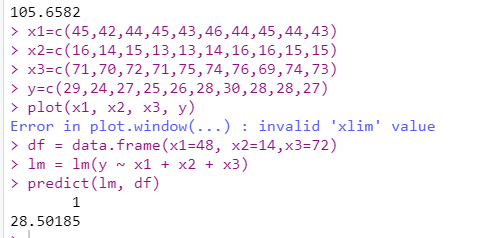 105.6582
> x1=c(45,42,44,45,43,46,44,45,44,43)
> x2=c(16,14,15,13,13,14,16,16,15,15)
> x3=c(71,70,72,71,75,74,76,69,74,73)
> y=c(29,24,27,25,26,28,30,28,28,27)
> plot(x1, x2, x3, y)
Error in plot.window(...) : invalid 'xlim' value
> df = data.frame(x1=48, x2=14,x3=72)
> lm = lm(y ~ x1 + x2 + x3)
> predict(lm, df)
1
28.50185
>